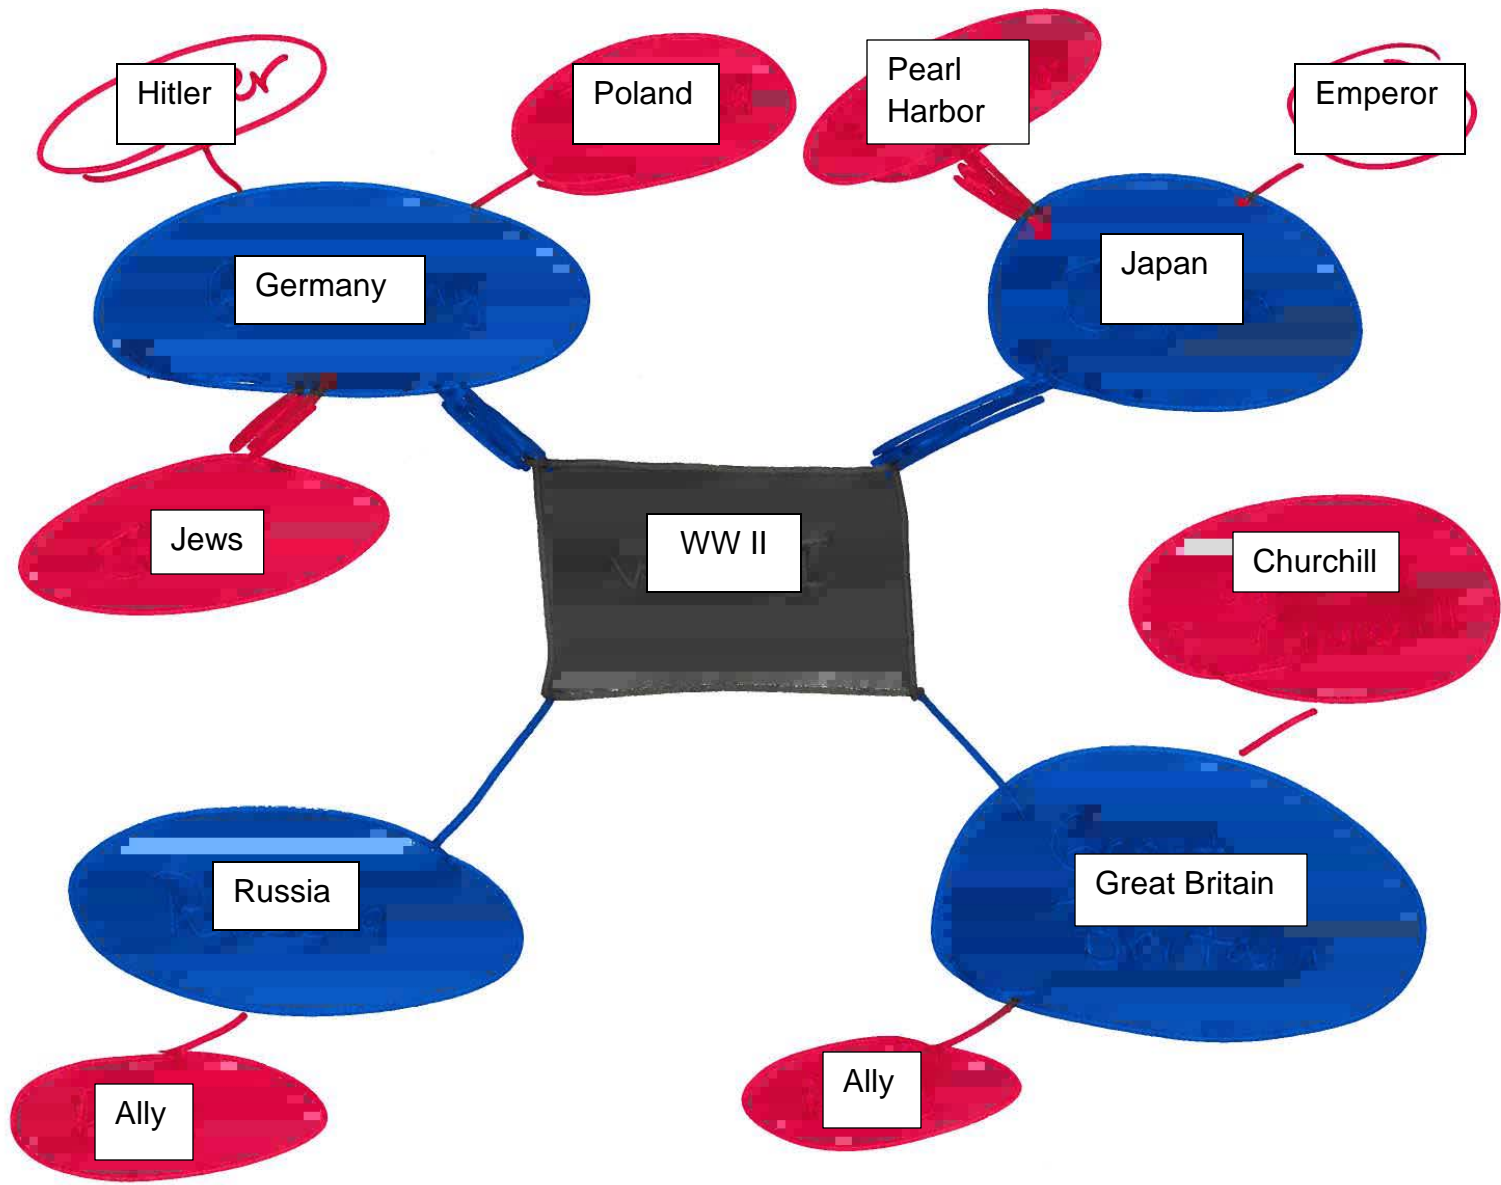 Hitler
Poland
Pearl
Harbor
Emperor
Germany
Japan
Jews
WW II
Churchill
Russia
Great Britain
Ally
Ally